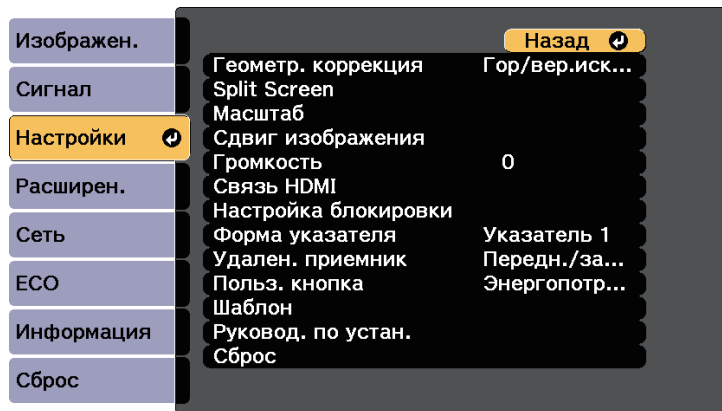 Изображен.
Сигнал
Настройки
Расширен.
Сеть
ECO
Информация
Сброс
Назад
Геометр. коррекция Гор/вер.иск...
Split Screen
Масштаб
Сдвиг изображения
Громкость 0
Связь HDMI
Настройка блокировки
Форма указателя Указатель 1
Удален. приемник Передн./за...
Польз. кнопка Энергопотр...
Шаблон
Руковод. по устан.
Сброс